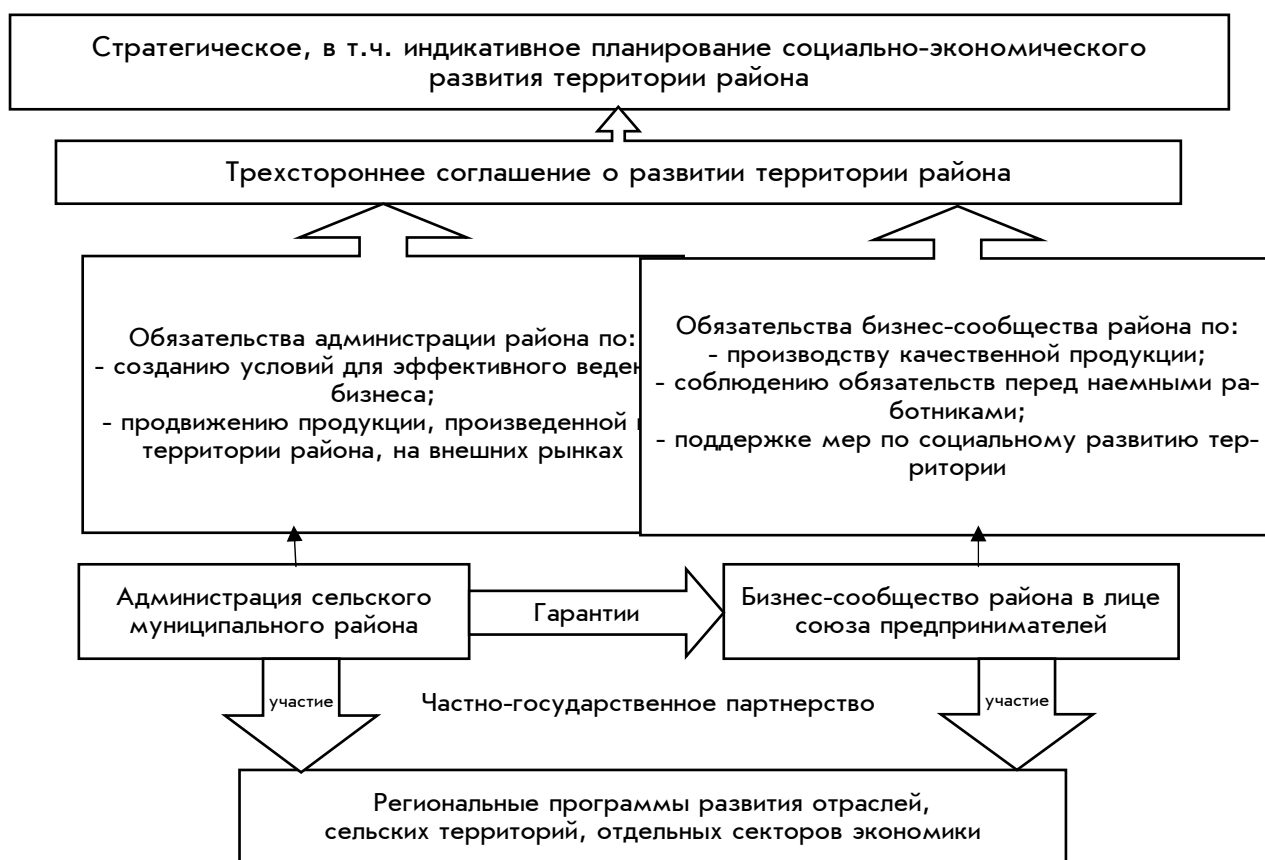 Стратегическое, в т.ч. индикативное планирование социально-экономического
развития территории района
Трехстороннее соглашение о развитии территории района
Обязательства администрации района по:
- созданию условий для эффективного веден
бизнеса;
- продвижению продукции, произведенной
территории района, на внешних рынках
Обязательства бизнес-сообщества района по:
- производству качественной продукции;
- соблюдению обязательств перед наемными ра-
ботниками;
- поддержке мер по социальному развитию тер-
ритории
Администрация сельского
муниципального района
Гарантии
Бизнес-сообщество района в лице
союза предпринимателей
участие
Частно-государственное партнерство
участие
Региональные программы развития отраслей,
сельских территорий, отдельных секторов экономики